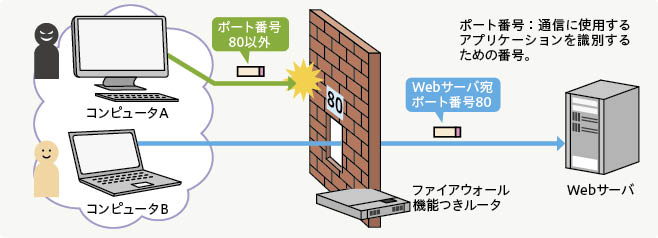 ポート番号
80以外
コンピュータA
コンピュータB
80
Webサーバ宛
ポート番号80
ファイアウォール
機能つきルータ
ポート番号：通信に使用する
アプリケーションを識別する
ための番号。
Webサーバ